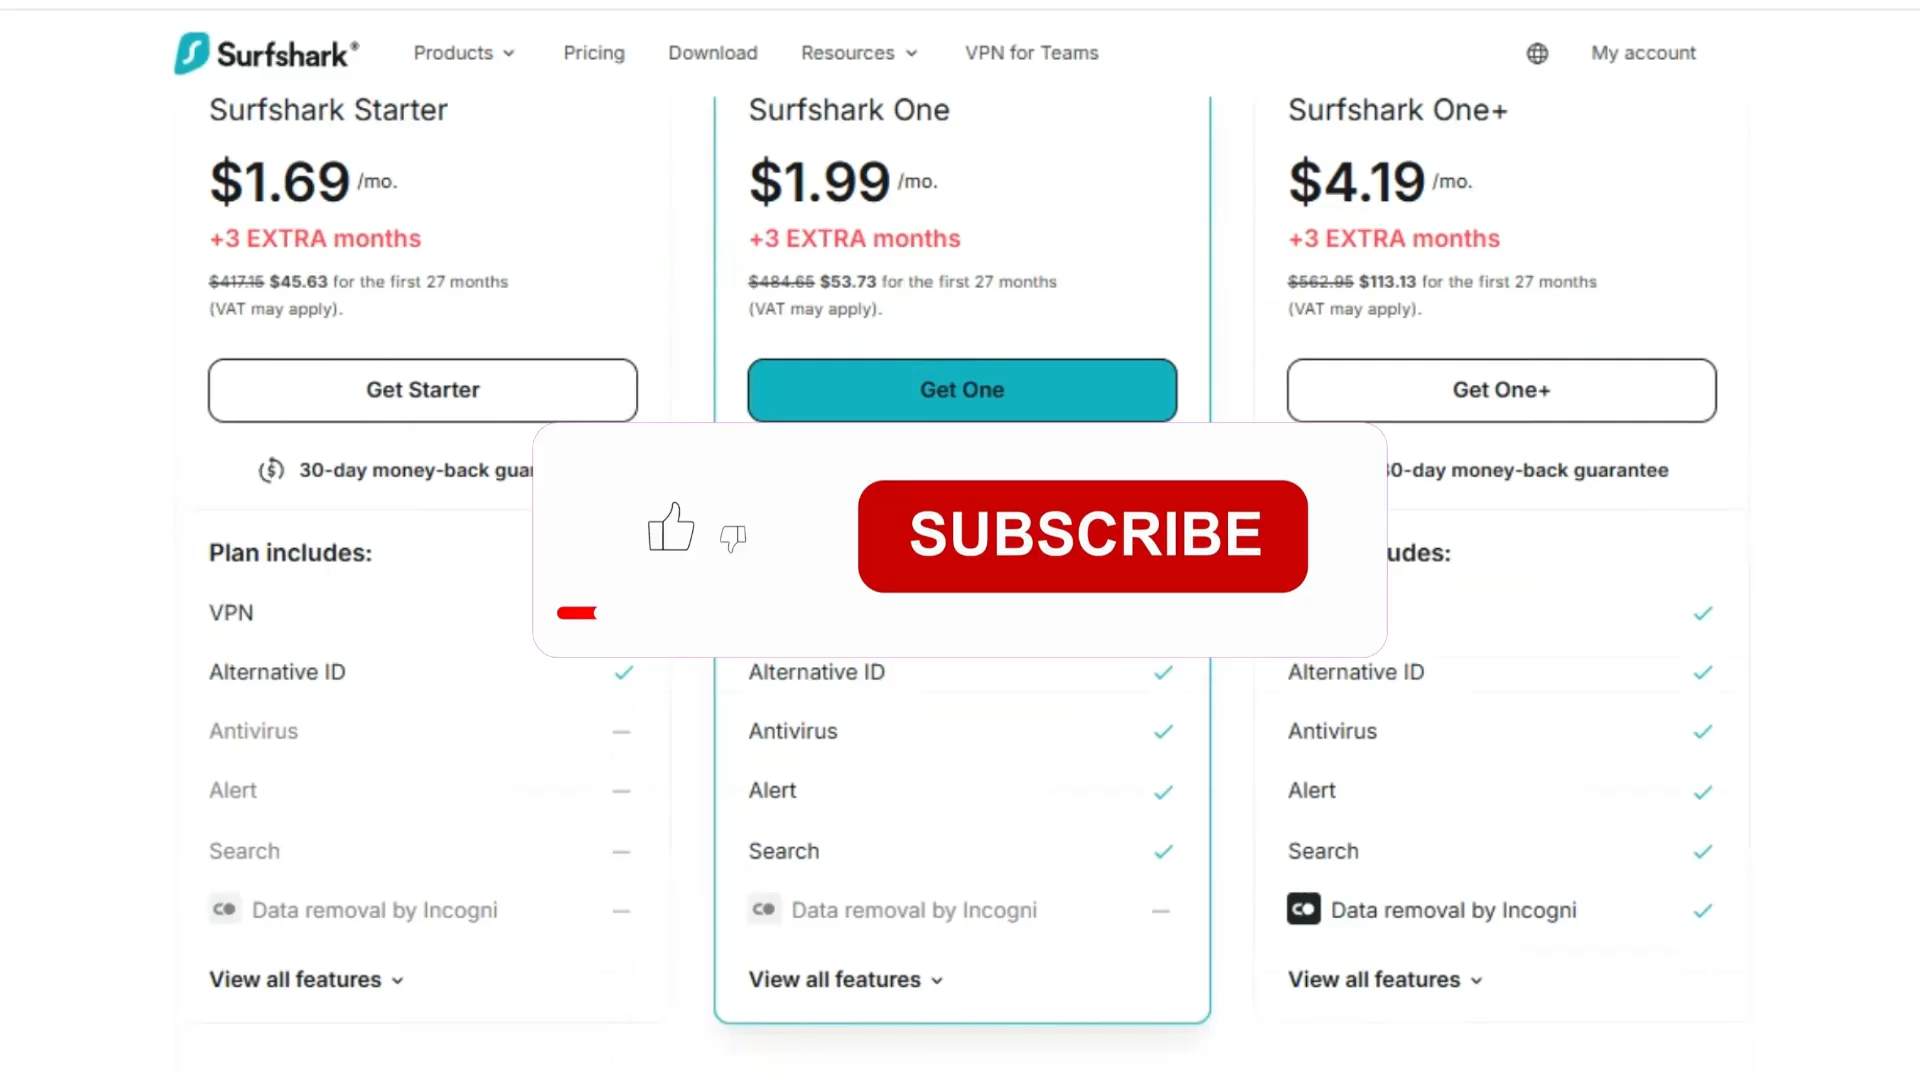 Surfshark®
Products
Pricing
Download
Resources
VPN for Teams
My account
Surfshark Starter
$1.69 /mo.
+3 EXTRA months
$417.15 $45.63 for the first 27 months
(VAT may apply).
Get Starter
30-day money-back guar
Plan includes:
VPN
Alternative ID
Antivirus
Alert
Search
Data removal by Incogni
View all features
Surfshark One
$1.99 /mo.
+3 EXTRA months
$484.65 $53.73 for the first 27 months
(VAT may apply).
Get One
SUBSCRIBE
Alternative ID
Antivirus
Alert
Search
Data removal by Incogni
View all features
Surfshark One+
$4.19 /mo.
+3 EXTRA months
$562.95 $113.13 for the first 27 months
(VAT may apply).
Get One+
0-day money-back guarantee
udes:
Alternative ID
Antivirus
Alert
Search
Data removal by Incogni
View all features